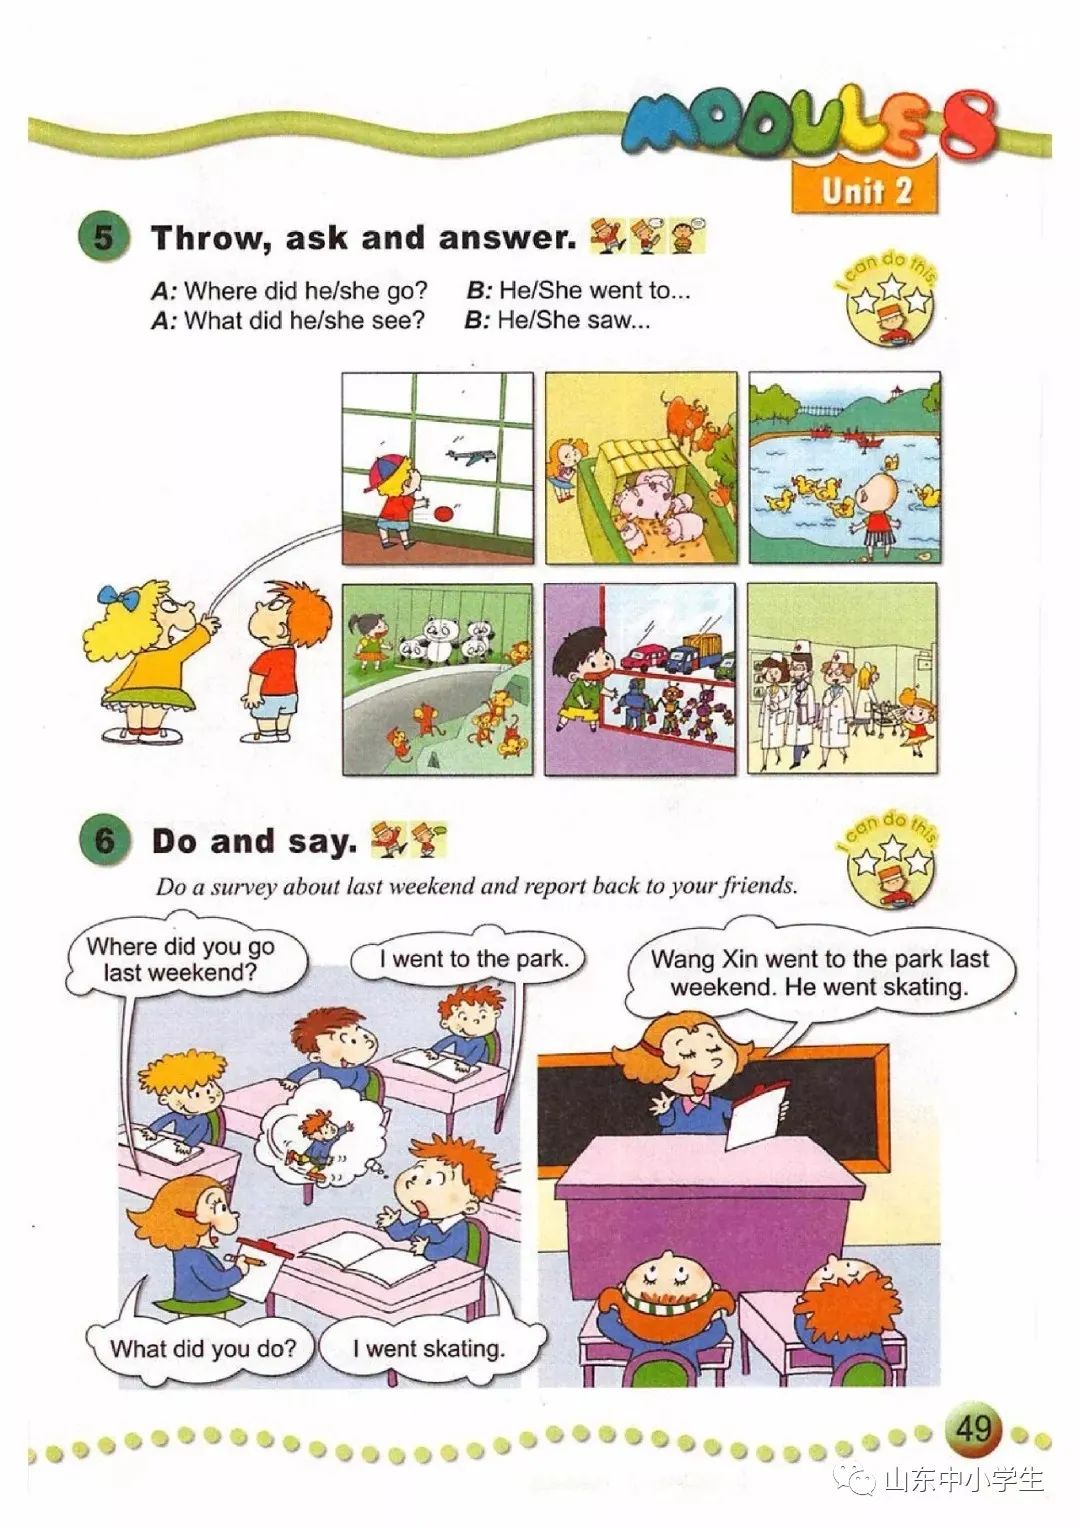 MODULE 8
Unit 2
5 Throw, ask and answer.
I can do this.
A: Where did he/she go? B: He/She went to...
A: What did he/she see? B: He/She saw...
6 Do and say.
I can do this.
Do a survey about last weekend and report back to your friends.
Where did you go
last weekend?
I went to the park.
Wang Xin went to the park last
weekend. He went skating.
What did you do?
I went skating.
49
山东中小学生